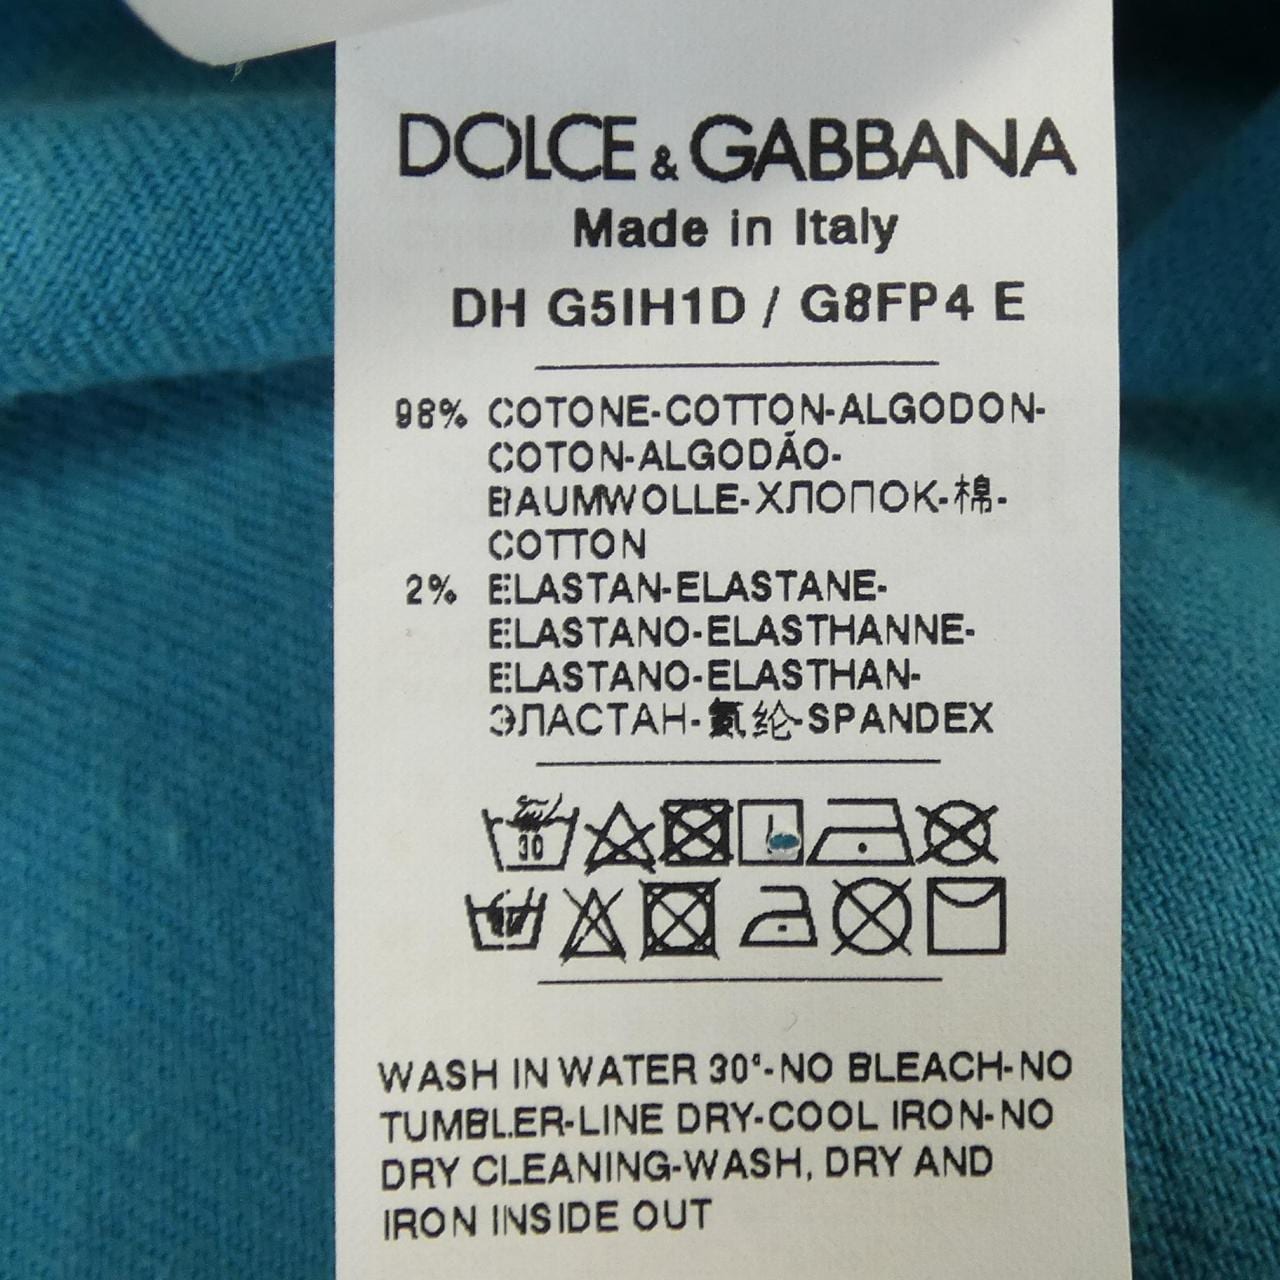 DOLCE & GABBANA
Made in Italy
DH G5IH1D / G8FP4 E
98% COTONE-COTTON-ALGODON-
COTON-ALGODÃO-
BAUMWOLLE-ХЛОПОК-棉-
COTTON
2% ELASTAN-ELASTANE-
ELASTANO-ELASTHANNE-
ELASTANO-ELASTHAN-
ЭЛАСТАН-氨纶-SPANDEX
30
WASH IN WATER 30°-NO BLEACH-NO
TUMBLER-LINE DRY-COOL IRON-NO
DRY CLEANING-WASH, DRY AND
IRON INSIDE OUT